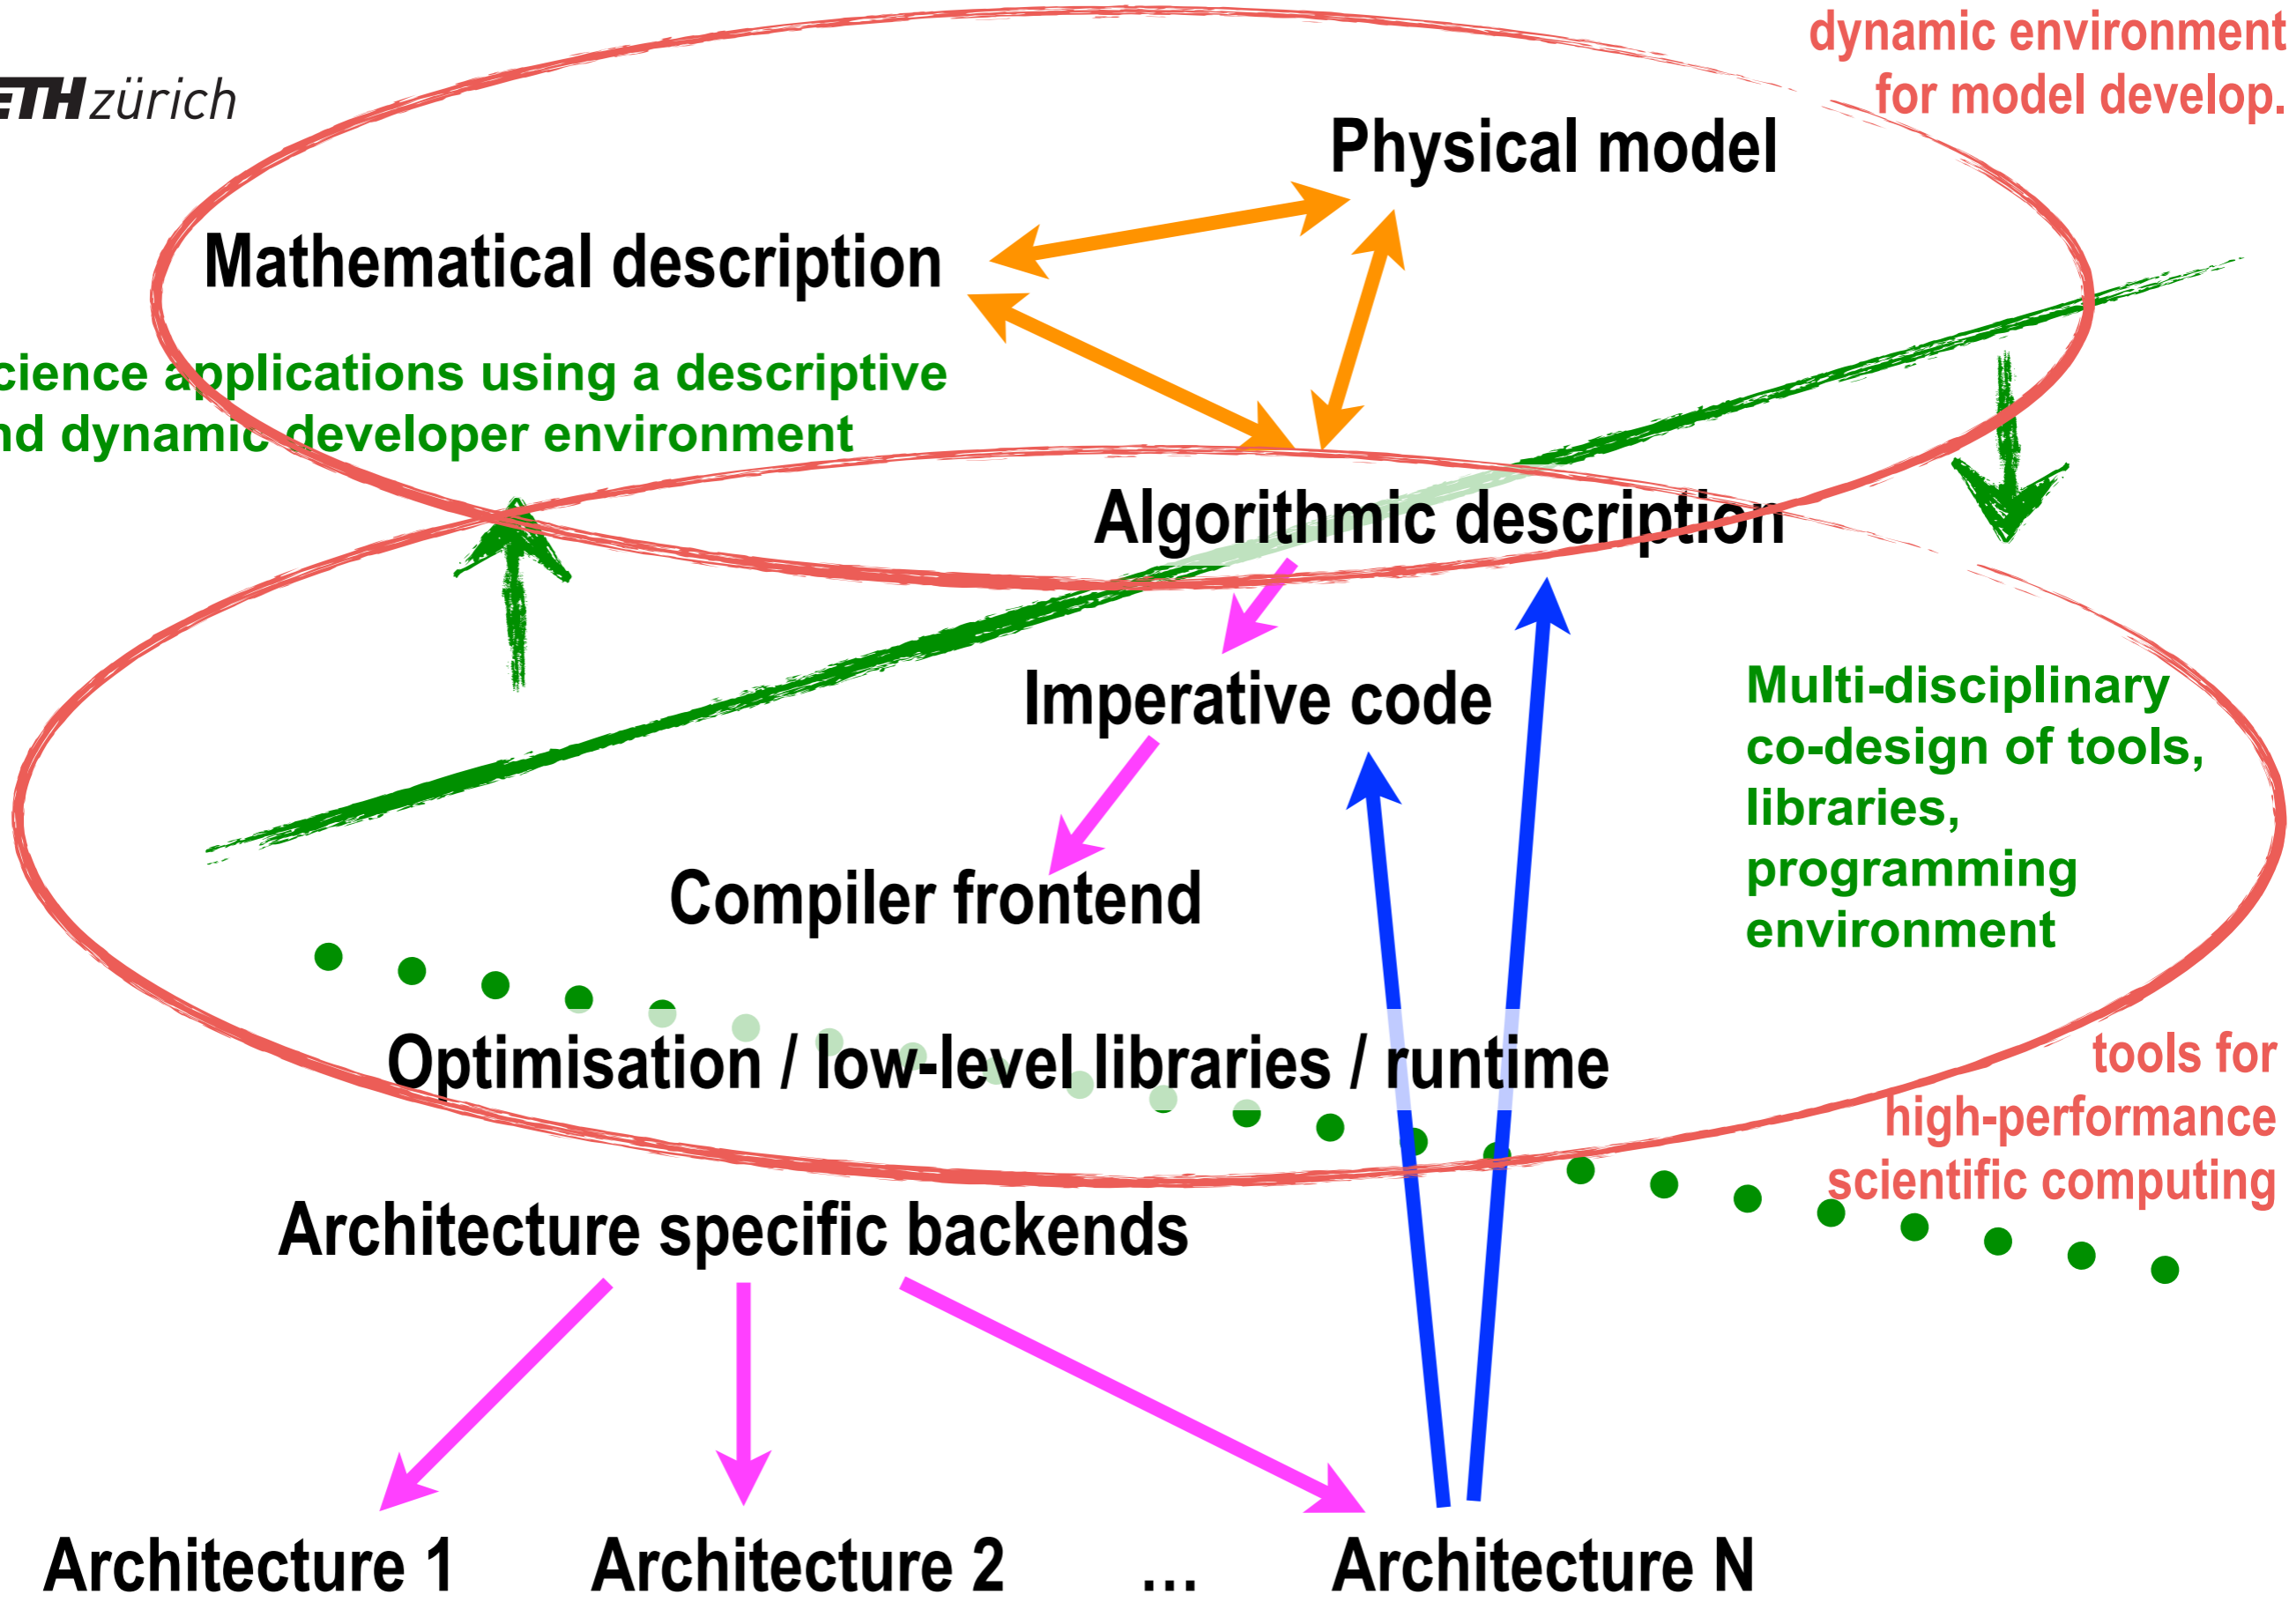 dynamic environment
for model develop.
ETH zürich
Physical model
Mathematical description
cience applications using a descriptive
nd dynamic developer environment
Algorithmic description
Imperative code
Multi-disciplinary
co-design of tools,
libraries,
programming
environment
Compiler frontend
Optimisation / low-level libraries / runtime
tools for
high-performance
scientific computing
Architecture specific backends
Architecture 1 Architecture 2 ... Architecture N